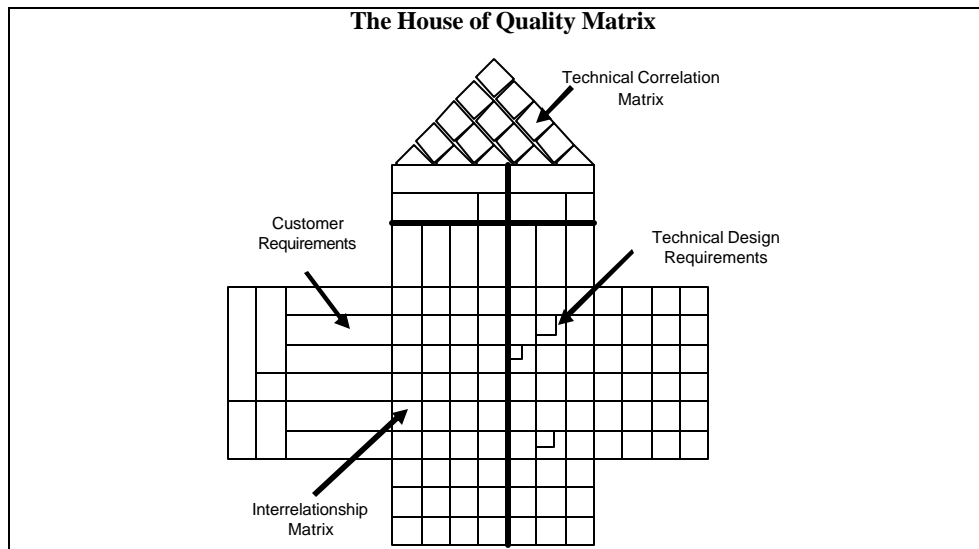 The House of Quality Matrix
Technical Correlation
Matrix
Customer
Requirements
Technical Design
Requirements
Interrelationship
Matrix